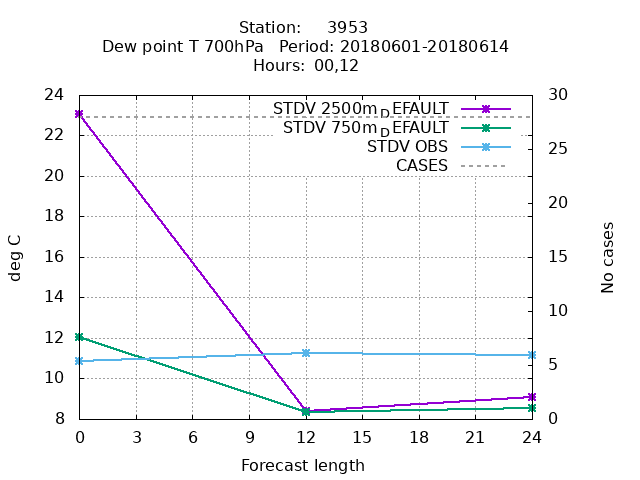 Station: 3953
Dew point T 700hPa Period: 20180601-20180614
Hours: 00,12
STDV 2500mDEFAULT
STDV 750mDEFAULT
STDV OBS
CASES
24
22
20
18
16
14
12
10
8
30
25
20
15
10
5
0
deg C
No cases
0 3 6 9 12 15 18 21 24
Forecast length